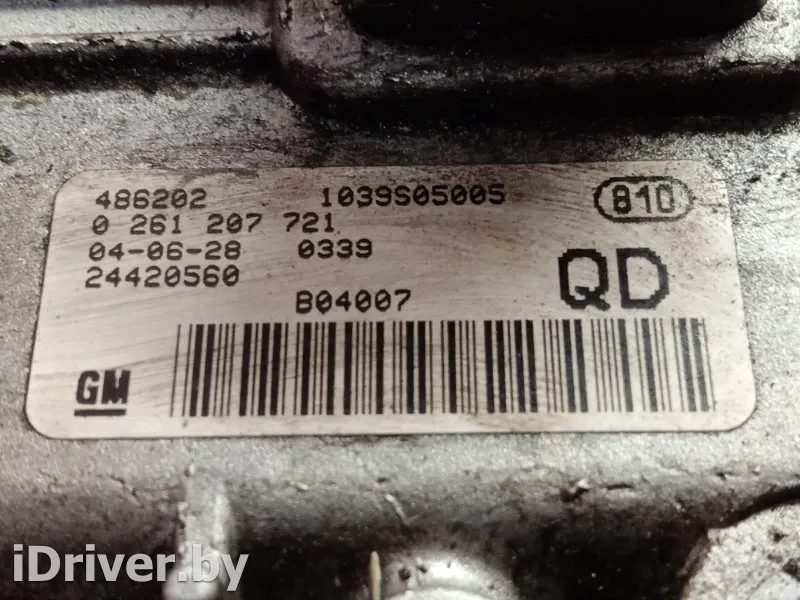 486202 1039S05005 810
0 261 207 721
04-06-28 0339
24420560 QD
B04007
GM
iDriver.by